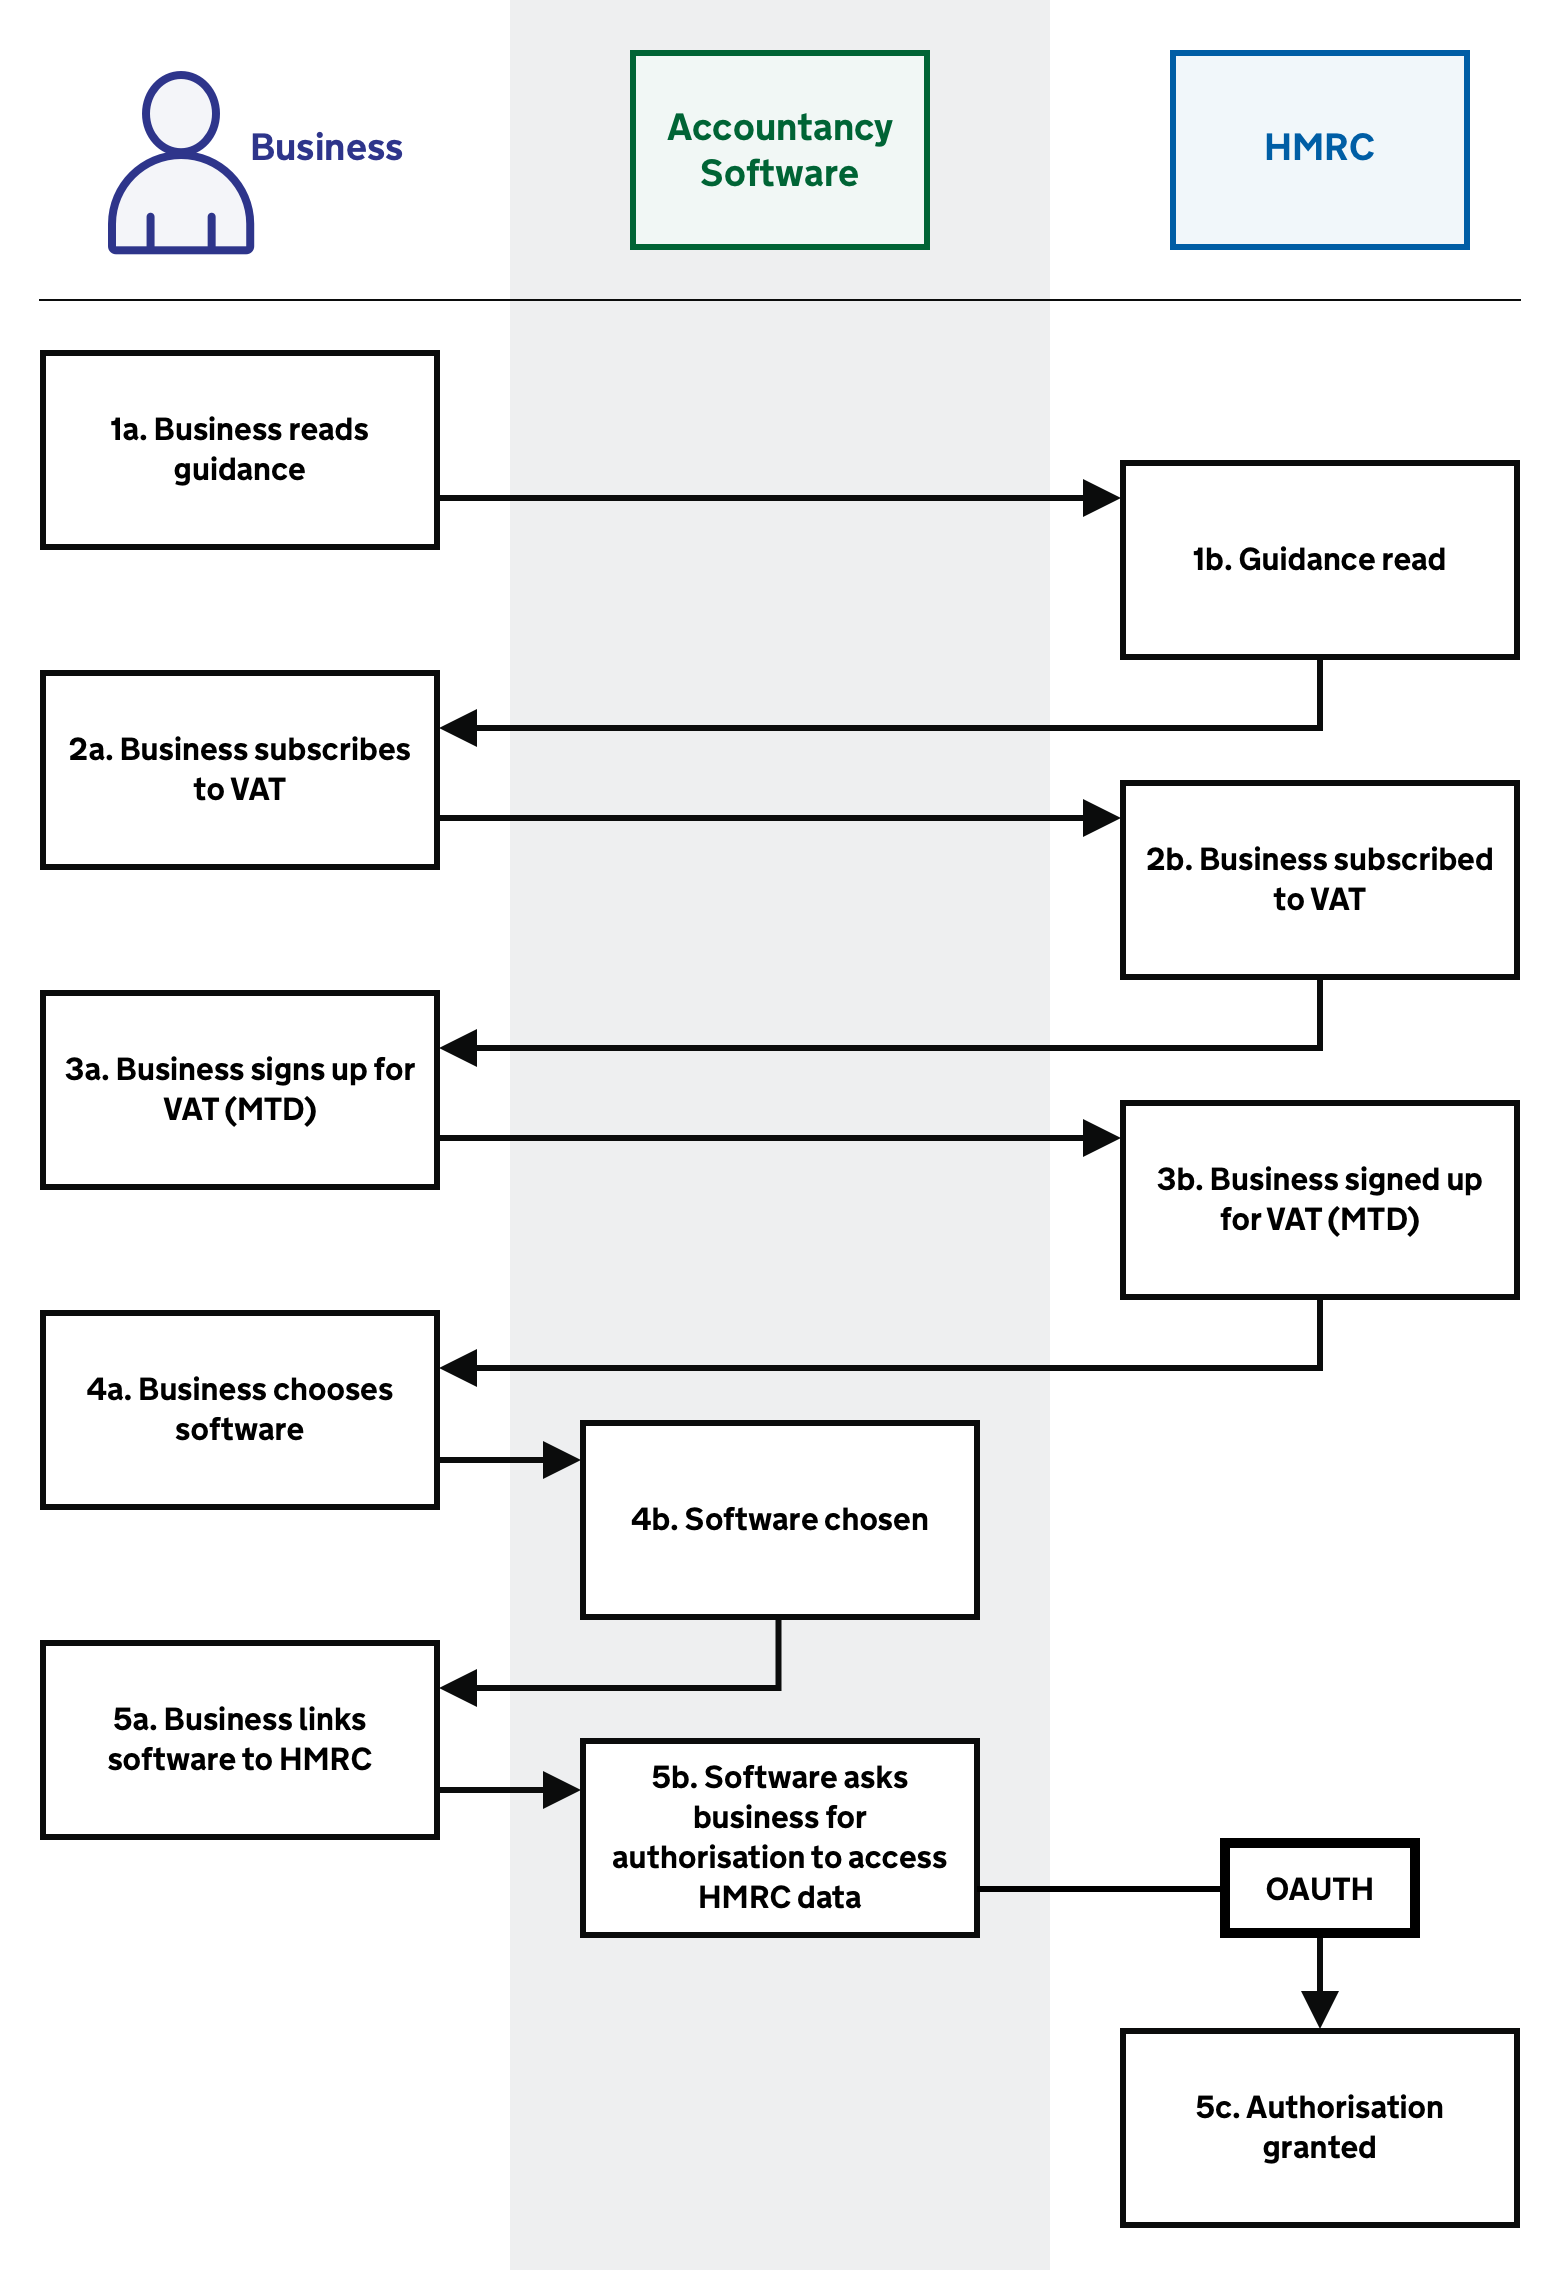 Business
Accountancy
Software
HMRC
1a. Business reads
guidance
1b. Guidance read
2a. Business subscribes
to VAT
2b. Business subscribed
to VAT
3a. Business signs up for
VAT (MTD)
3b. Business signed up
for VAT (MTD)
4a. Business chooses
software
4b. Software chosen
5a. Business links
software to HMRC
5b. Software asks
business for
authorisation to access
HMRC data
OAUTH
5c. Authorisation
granted